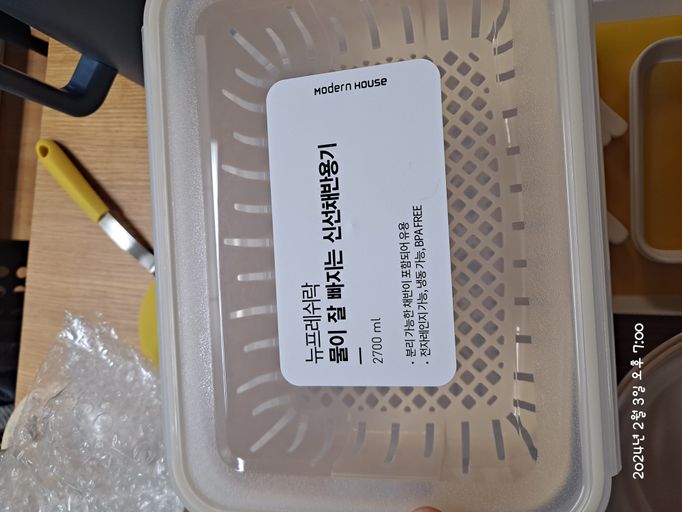 Modern House
뉴프레쉬락
물이 잘 빠지는 신선채반용기
2700 ml
• 분리 가능한 채반이 포함되어 유용
• 전자레인지 가능, 냉동 가능, BPA FREE
2024년 2월 3일 오후 7:00